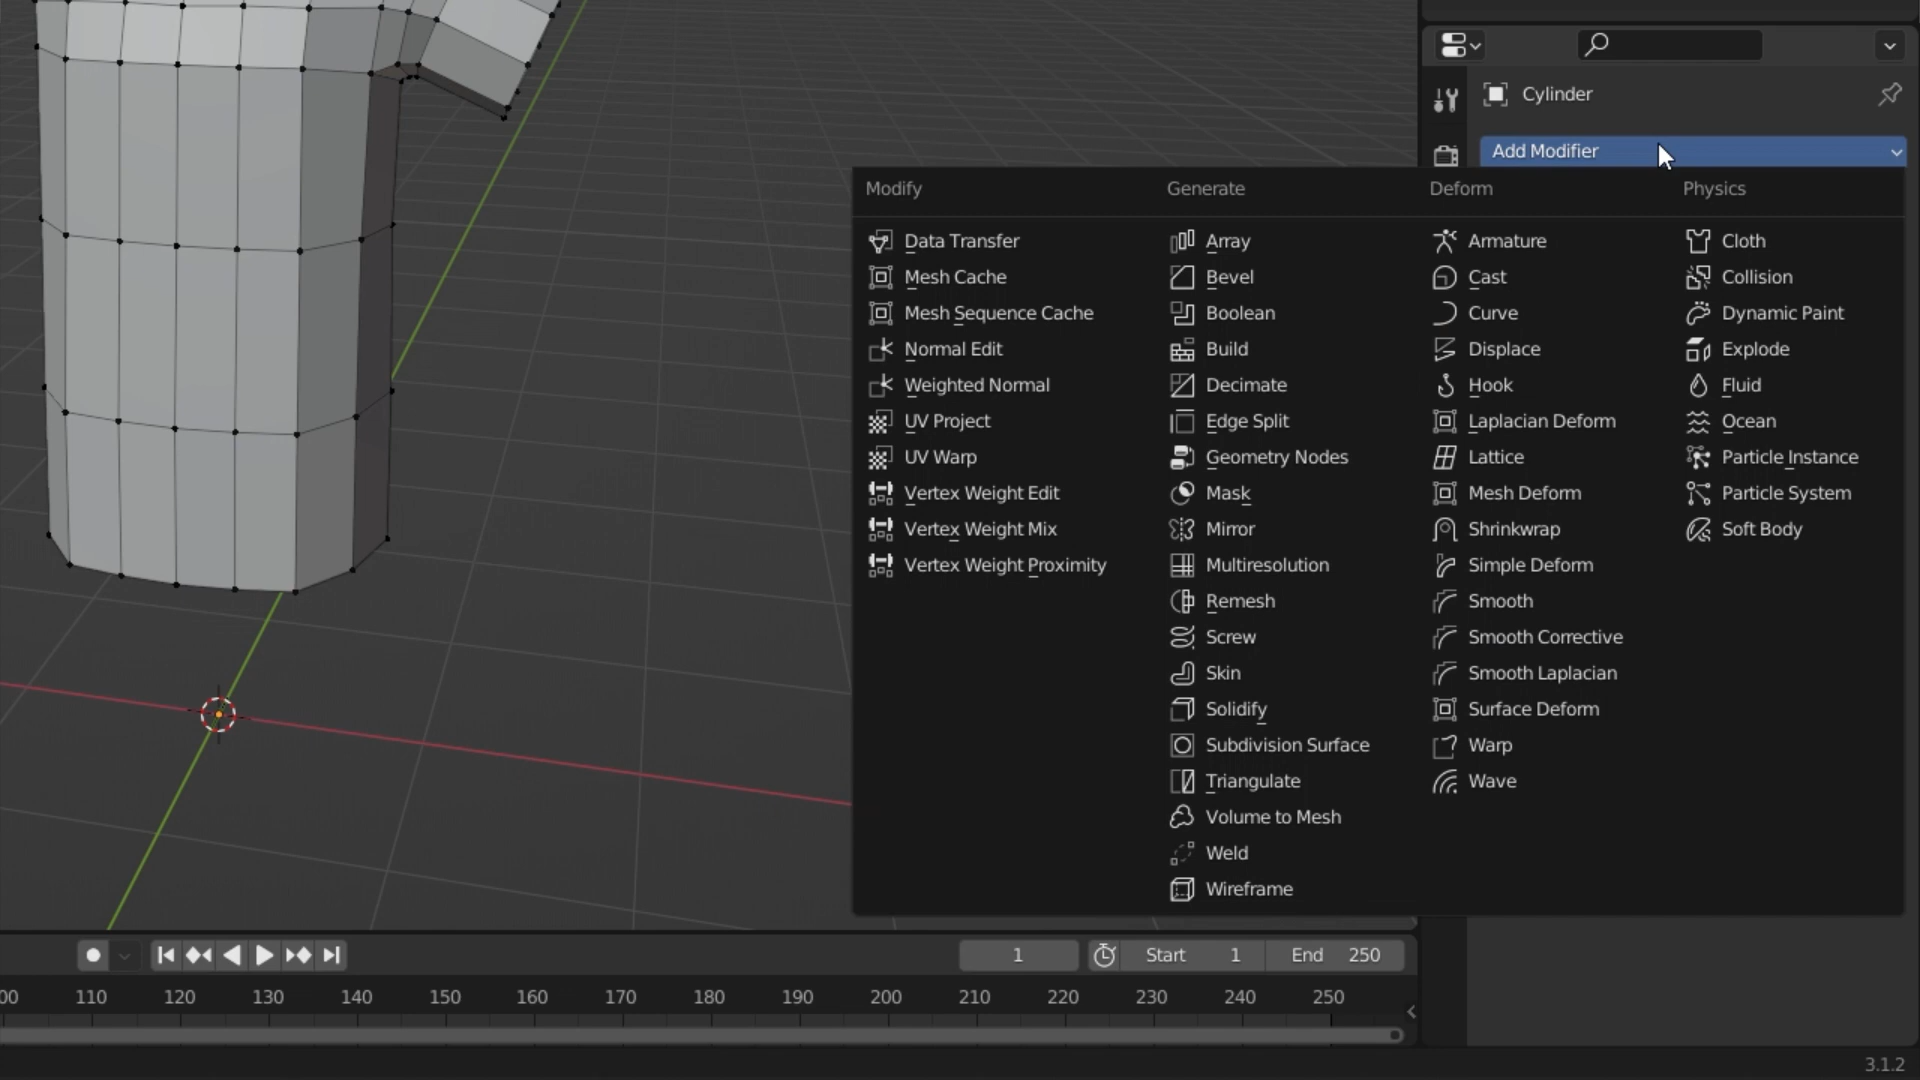 Cylinder
Add Modifier
Modify
Data Transfer
Mesh Cache
Mesh Sequence Cache
Normal Edit
Weighted Normal
UV Project
UV Warp
Vertex Weight Edit
Vertex Weight Mix
Vertex Weight Proximity
Generate
Array
Bevel
Boolean
Build
Decimate
Edge Split
Geometry Nodes
Mask
Mirror
Multiresolution
Remesh
Screw
Skin
Solidify
Subdivision Surface
Triangulate
Volume to Mesh
Weld
Wireframe
Deform
Armature
Cast
Curve
Displace
Hook
Laplacian Deform
Lattice
Mesh Deform
Shrinkwrap
Simple Deform
Smooth
Smooth Corrective
Smooth Laplacian
Surface Deform
Warp
Wave
Physics
Cloth
Collision
Dynamic Paint
Explode
Fluid
Ocean
Particle Instance
Particle System
Soft Body
1 Start 1 End 250
00 110 120 130 140 150 160 170 180 190 200 210 220 230 240 250
3.1.2